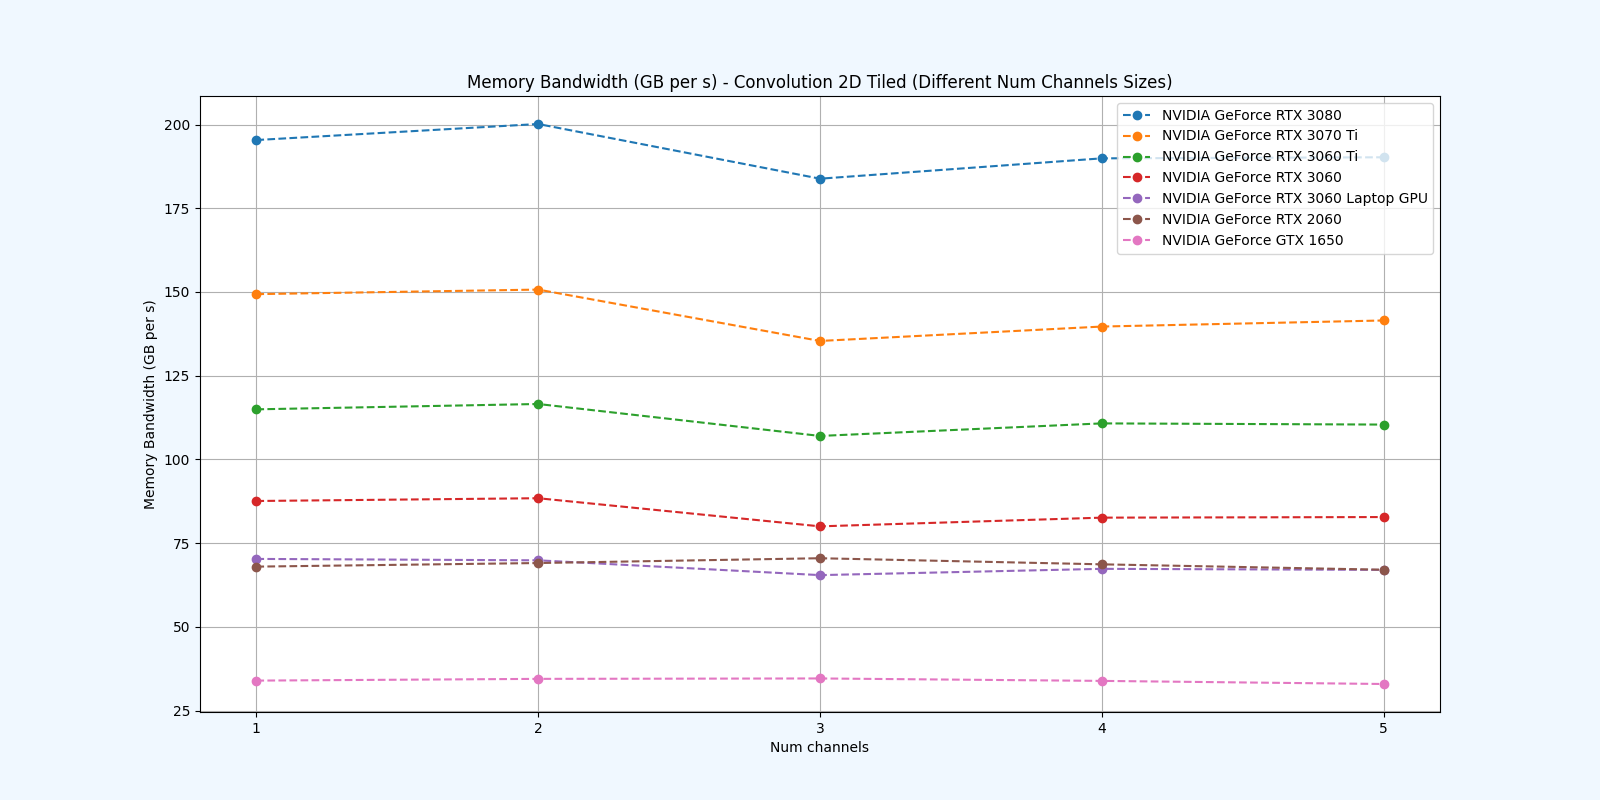 Memory Bandwidth (GB per s) - Convolution 2D Tiled (Different Num Channels Sizes)
NVIDIA GeForce RTX 3080
NVIDIA GeForce RTX 3070 Ti
NVIDIA GeForce RTX 3060 Ti
NVIDIA GeForce RTX 3060
NVIDIA GeForce RTX 3060 Laptop GPU
NVIDIA GeForce RTX 2060
NVIDIA GeForce GTX 1650
Memory Bandwidth (GB per s)
200
175
150
125
100
75
50
25
1 2 3 4 5
Num channels